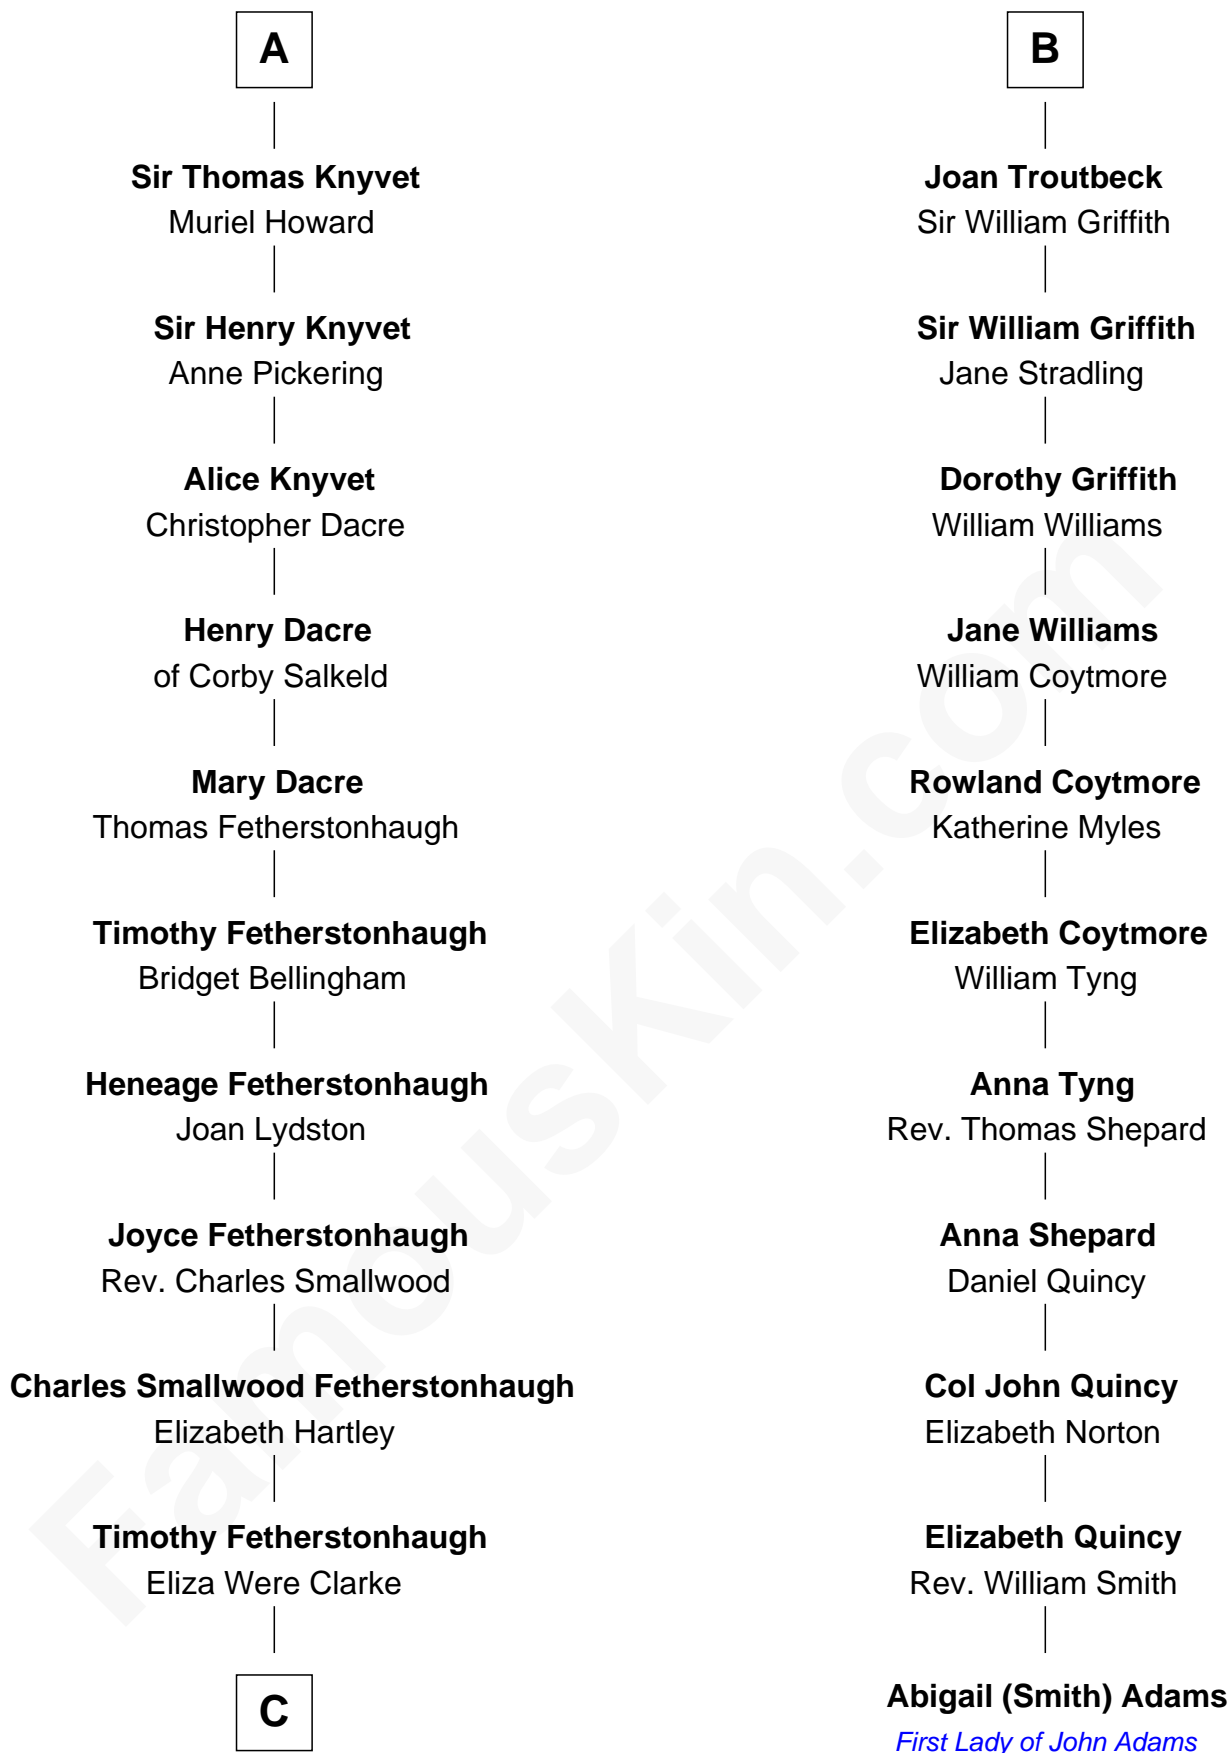 A
Sir Thomas Knyvet
Muriel Howard
Sir Henry Knyvet
Anne Pickering
Alice Knyvet
Christopher Dacre
Henry Dacre
of Corby Salkeld
Mary Dacre
Thomas Fetherstonhaugh
Timothy Fetherstonhaugh
Bridget Bellingham
Heneage Fetherstonhaugh
Joan Lydston
Joyce Fetherstonhaugh
Rev. Charles Smallwood
Charles Smallwood Fetherstonhaugh
Elizabeth Hartley
Timothy Fetherstonhaugh
Eliza Were Clarke
C
B
Joan Troutbeck
Sir William Griffith
Sir William Griffith
Jane Stradling
Dorothy Griffith
William Williams
Jane Williams
William Coytmore
Rowland Coytmore
Katherine Myles
Elizabeth Coytmore
William Tyng
Anna Tyng
Rev. Thomas Shepard
Anna Shepard
Daniel Quincy
Col John Quincy
Elizabeth Norton
Elizabeth Quincy
Rev. William Smith
Abigail (Smith) Adams
First Lady of John Adams
FamousKin.com